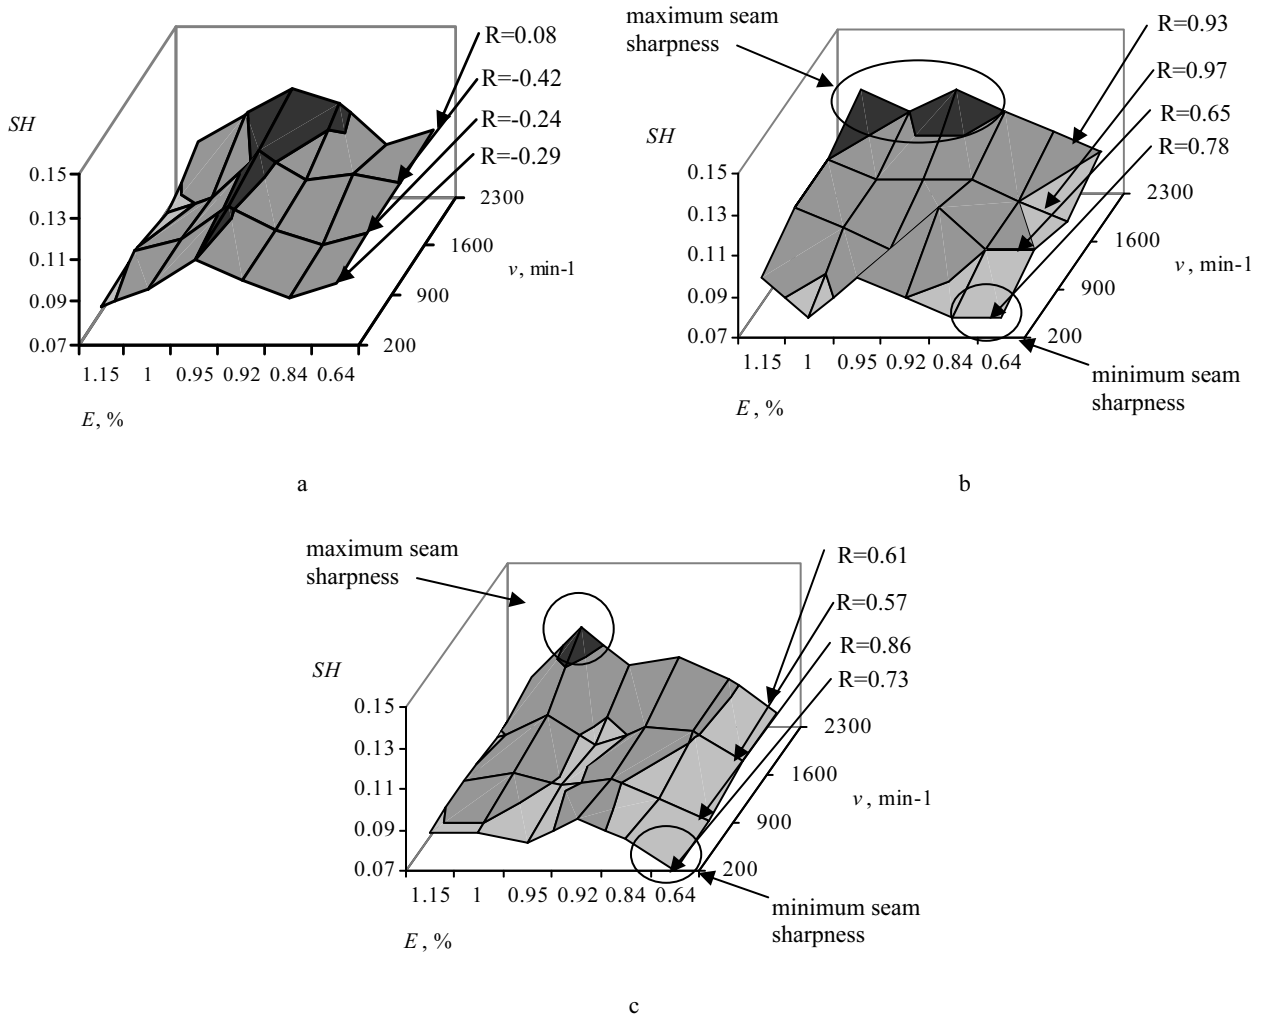 R=0.08
R=-0.42
R=-0.24
R=-0.29
SH
0.15
0.13
0.11
0.09
0.07
2300
1600
900
200
v, min-1
1.15 1 0.95 0.92 0.84 0.64
E, %
a
maximum seam
sharpness
R=0.93
R=0.97
R=0.65
R=0.78
SH
0.15
0.13
0.11
0.09
0.07
2300
1600
900
200
v, min-1
1.15 1 0.95 0.92 0.84 0.64
E, %
minimum seam
sharpness
b
maximum seam
sharpness
R=0.61
R=0.57
R=0.86
R=0.73
SH
0.15
0.13
0.11
0.09
0.07
2300
1600
900
200
v, min-1
1.15 1 0.95 0.92 0.84 0.64
E, %
minimum seam
sharpness
c